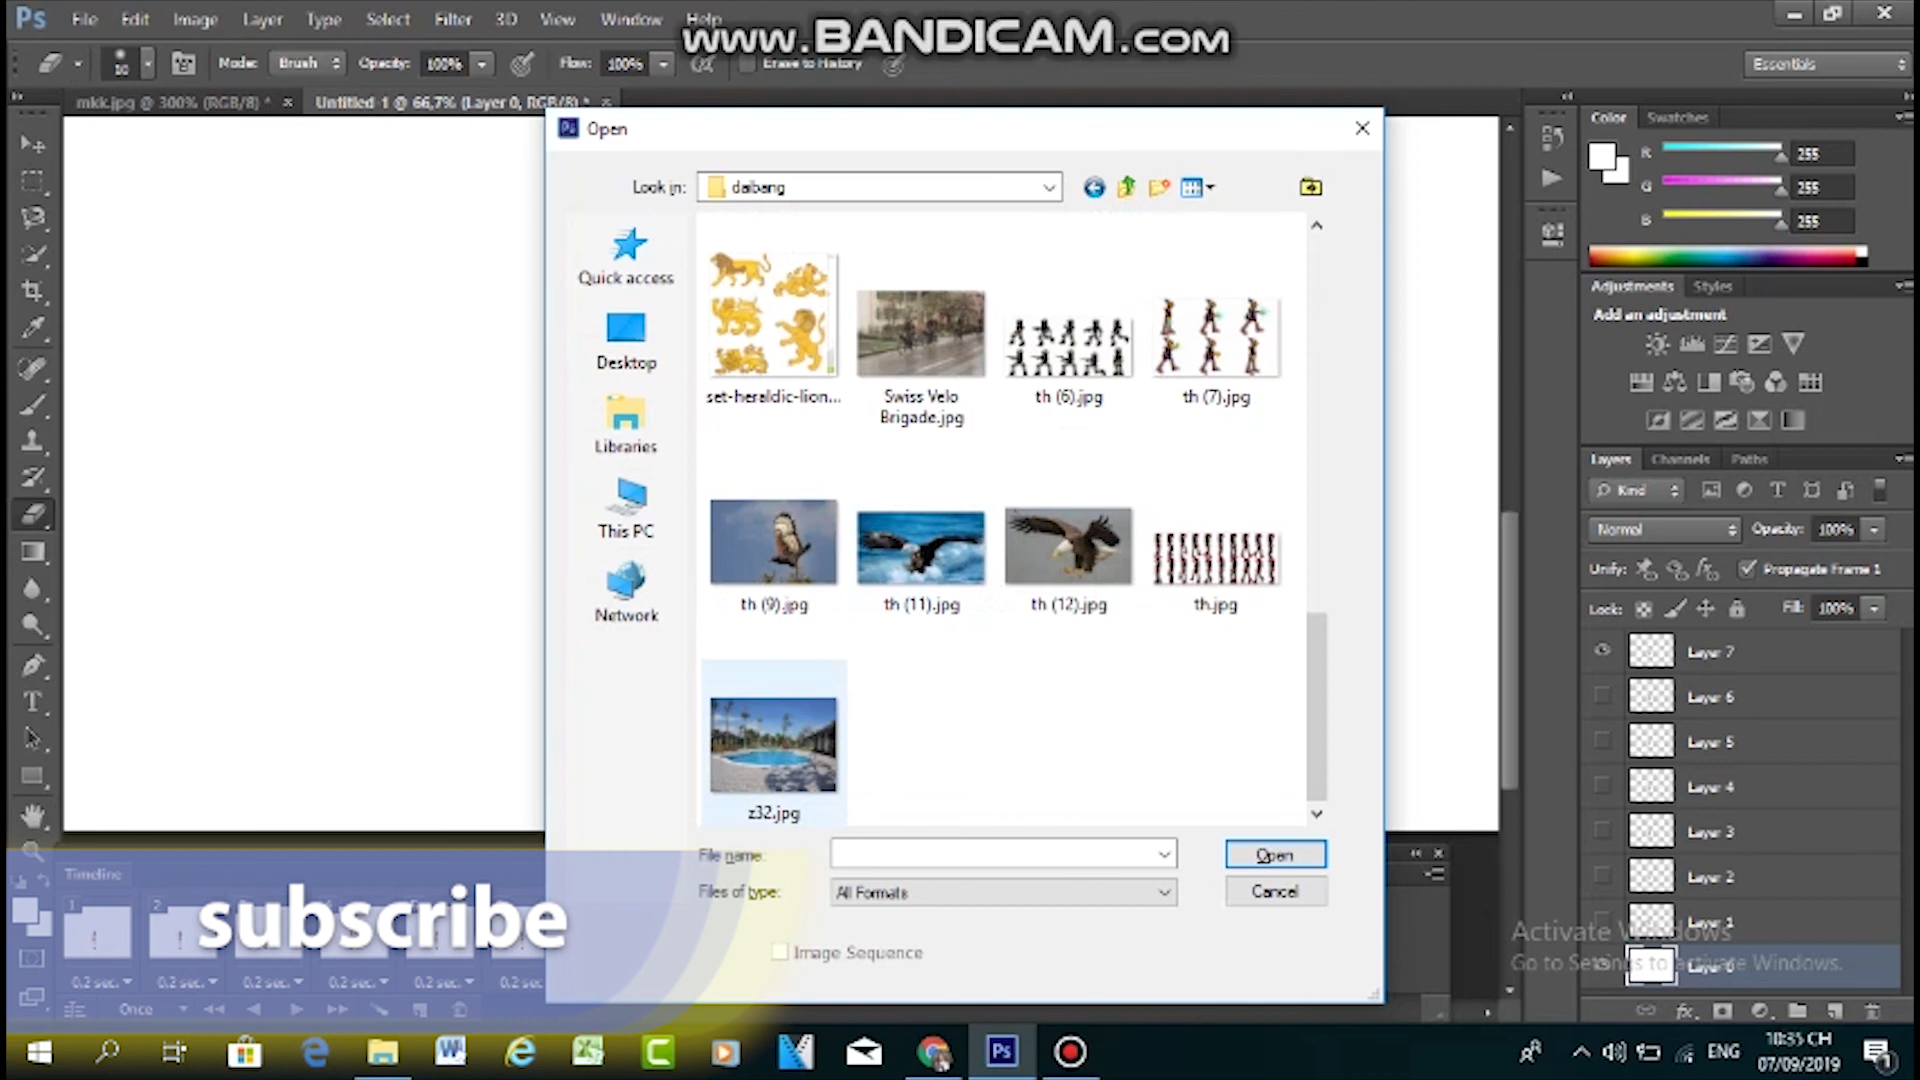 Ps File Edit Image Layer Type Select Filter 3D View Window Help
www.BANDICAM.com
10 Mode: Brush Opacity: 100% Flow: 100% Erase to History Essentials
mkk.jpg @ 300% (RGB/8) * × Untitled-1 @ 66,7% (Layer 0, RGB/8) * ×
Open
Look in: daibang
Quick access
Desktop
Libraries
This PC
Network
set-heraldic-lion...
Swiss Velo
Brigade.jpg
th (6).jpg
th (7).jpg
th (9).jpg
th (11).jpg
th (12).jpg
th.jpg
z32.jpg
File name: Open
Files of type: All Formats Cancel
Image Sequence
Color Swatches
R 255
G 255
B 255
Adjustments Styles
Add an adjustment
Layers Channels Paths
Kind
Normal Opacity: 100%
Unify: Propagate Frame 1
Lock: Fill: 100%
Layer 7
Layer 6
Layer 5
Layer 4
Layer 3
Layer 2
Layer 1
Layer 0
Activate Windows
Go to Settings to activate Windows.
Timeline
1 2
subscribe
0.2 sec. 0.2 sec. 0.2 sec. 0.2 sec. 0.2 sec. 0.2 sec.
Once
ENG
10:35 CH
07/09/2019
1